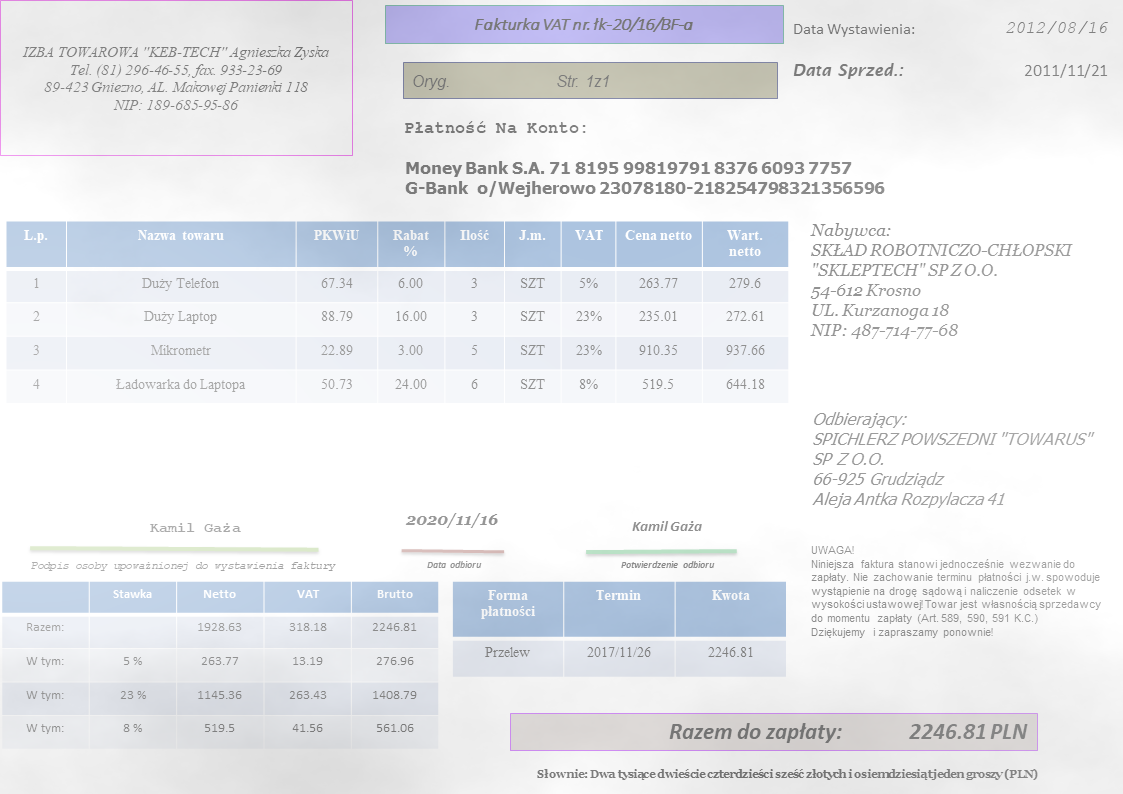 IZBA TOWAROWA "KEB-TECH" Agnieszka Zyska
Tel. (81) 296-46-55, fax. 933-23-69
89-423 Gniezno, AL. Makowej Panienki 118
NIP: 189-685-95-86
Fakturka VAT nr. łk-20/16/BF-a
Oryg. Str. 1z1
Data Wystawienia: 2012/08/16
Data Sprzed.: 2011/11/21
Płatność Na Konto:
Money Bank S.A. 71 8195 99819791 8376 6093 7757
G-Bank o/Wejherowo 23078180-218254798321356596
L.p. Nazwa towaru PKWiU Rabat % Ilość J.m. VAT Cena netto Wart. netto
1 Duży Telefon 67.34 6.00 3 SZT 5% 263.77 279.6
2 Duży Laptop 88.79 16.00 3 SZT 23% 235.01 272.61
3 Mikrometr 22.89 3.00 5 SZT 23% 910.35 937.66
4 Ładowarka do Laptopa 50.73 24.00 6 SZT 8% 519.5 644.18
Nabywca:
SKŁAD ROBOTNICZO-CHŁOPSKI
"SKLEPTECH" SP Z O.O.
54-612 Krosno
UL. Kurzanoga 18
NIP: 487-714-77-68
Odbierający:
SPICHLERZ POWSZEDNI "TOWARUS"
SP Z O.O.
66-925 Grudziądz
Aleja Antka Rozpylacza 41
Kamil Gaża
Podpis osoby upoważnionej do wystawienia faktury
2020/11/16
Data odbioru
Kamil Gaża
Potwierdzenie odbioru
UWAGA!
Niniejsza faktura stanowi jednocześnie wezwanie do
zapłaty. Nie zachowanie terminu płatności j.w. spowoduje
wystąpienie na drogę sądową i naliczenie odsetek w
wysokości ustawowej! Towar jest własnością sprzedawcy
do momentu zapłaty (Art. 589, 590, 591 K.C.)
Dziękujemy i zapraszamy ponownie!
Stawka Netto VAT Brutto
Razem: 1928.63 318.18 2246.81
W tym: 5 % 263.77 13.19 276.96
W tym: 23 % 1145.36 263.43 1408.79
W tym: 8 % 519.5 41.56 561.06
Forma płatności Termin Kwota
Przelew 2017/11/26 2246.81
Razem do zapłaty: 2246.81 PLN
Słownie: Dwa tysiące dwieście czterdzieści sześć złotych i osiemdziesiąt jeden groszy (PLN)